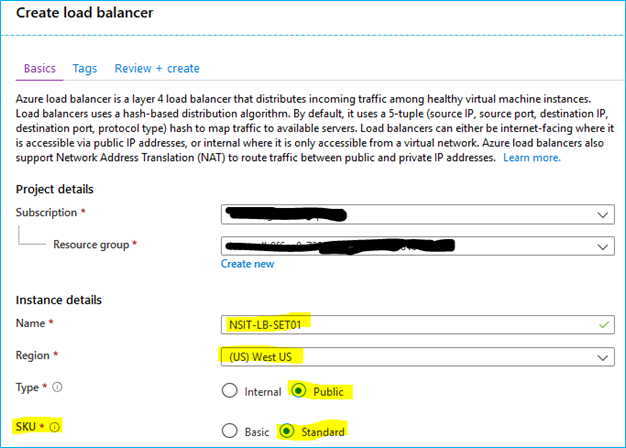 Create load balancer
Basics Tags Review + create
Azure load balancer is a layer 4 load balancer that distributes incoming traffic among healthy virtual machine instances.
Load balancers uses a hash-based distribution algorithm. By default, it uses a 5-tuple (source IP, source port, destination IP,
destination port, protocol type) hash to map traffic to available servers. Load balancers can either be internet-facing where it
is accessible via public IP addresses, or internal where it is only accessible from a virtual network. Azure load balancers also
support Network Address Translation (NAT) to route traffic between public and private IP addresses. Learn more.
Project details
Subscription *
Resource group *
Create new
Instance details
Name * NSIT-LB-SET01
Region * (US) West US
Type * Internal Public
SKU * Basic Standard